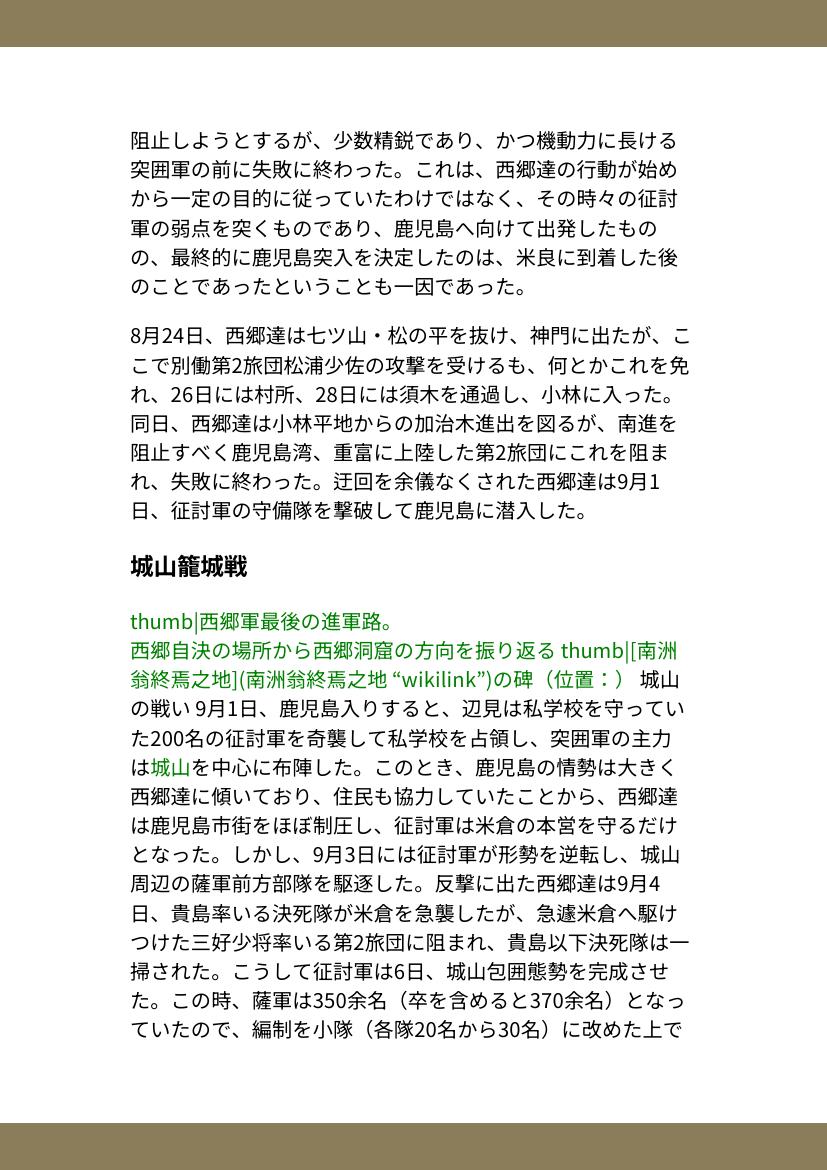 阻止しようとするが、少数精鋭であり、かつ機動力に長ける
突囲軍の前に失敗に終わった。これは、西郷達の行動が始め
から一定の目的に従っていたわけではなく、その時々の征討
軍の弱点を突くものであり、鹿児島へ向けて出発したもの
の、最終的に鹿児島突入を決定したのは、米良に到着した後
のことであったということも一因であった。
8月24日、西郷達は七ツ山・松の平を抜け、神門に出たが、こ
こで別働第2旅団松浦少佐の攻撃を受けるも、何とかこれを免
れ、26日には村所、28日には須木を通過し、小林に入った。
同日、西郷達は小林平地からの加治木進出を図るが、南進を
阻止すべく鹿児島湾、重富に上陸した第2旅団にこれを阻ま
れ、失敗に終わった。迂回を余儀なくされた西郷達は9月1
日、征討軍の守備隊を撃破して鹿児島に潜入した。
城山籠城戦
thumb|西郷軍最後の進軍路。
西郷自決の場所から西郷洞窟の方向を振り返る thumb|[南洲
翁終焉之地](南洲翁終焉之地 “wikilink”)の碑（位置：） 城山
の戦い 9月1日、鹿児島入りすると、辺見は私学校を守ってい
た200名の征討軍を奇襲して私学校を占領し、突囲軍の主力
は城山を中心に布陣した。このとき、鹿児島の情勢は大きく
西郷達に傾いており、住民も協力していたことから、西郷達
は鹿児島市街をほぼ制圧し、征討軍は米倉の本営を守るだけ
となった。しかし、9月3日には征討軍が形勢を逆転し、城山
周辺の薩軍前方部隊を駆逐した。反撃に出た西郷達は9月4
日、貴島率いる決死隊が米倉を急襲したが、急遽米倉へ駆け
つけた三好少将率いる第2旅団に阻まれ、貴島以下決死隊は一
掃された。こうして征討軍は6日、城山包囲態勢を完成させ
た。この時、薩軍は350余名（卒を含めると370余名）となっ
ていたので、編制を小隊（各隊20名から30名）に改めた上で